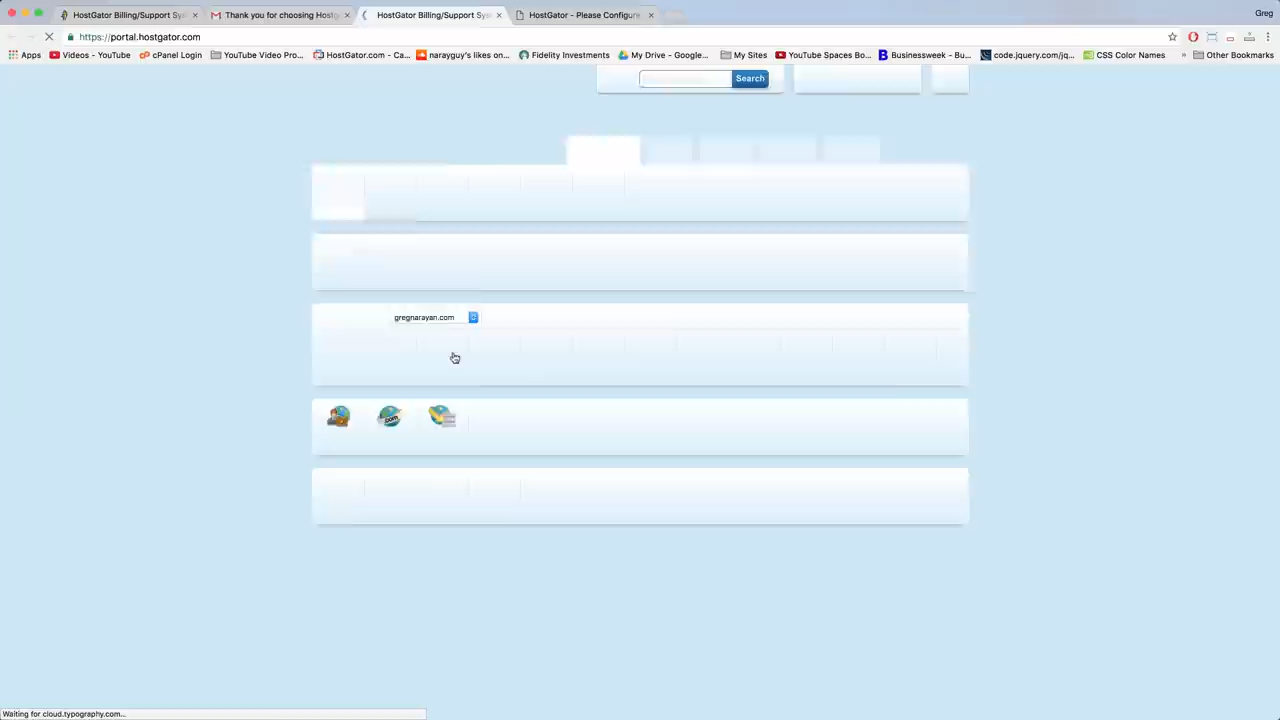 HostGator Billing/Support Sys
Thank you for choosing Hostg
HostGator Billing/Support Sys
HostGator - Please Configure
Greg
https://portal.hostgator.com
Apps
Videos - YouTube
cPanel Login
YouTube Video Pro...
HostGator.com - Ca...
narayguy's likes on...
Fidelity Investments
My Drive - Google...
My Sites
YouTube Spaces Bo...
Businessweek - Bu...
code.jquery.com/jq...
CSS Color Names
»
Other Bookmarks
Search
gregnarayan.com
Waiting for cloud.typography.com...